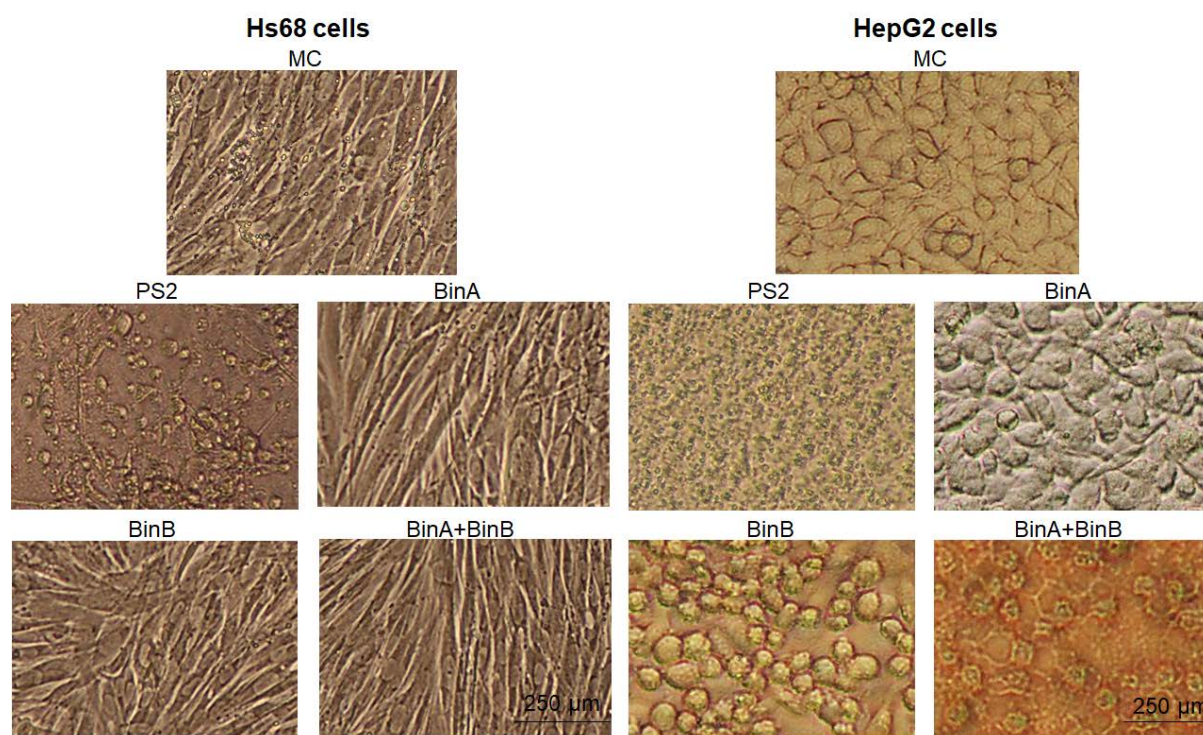 Hs68 cells
HepG2 cells
MC
MC
PS2
BinA
PS2
BinA
BinB
BinA+BinB
BinB
BinA+BinB
250 µm
250 µm